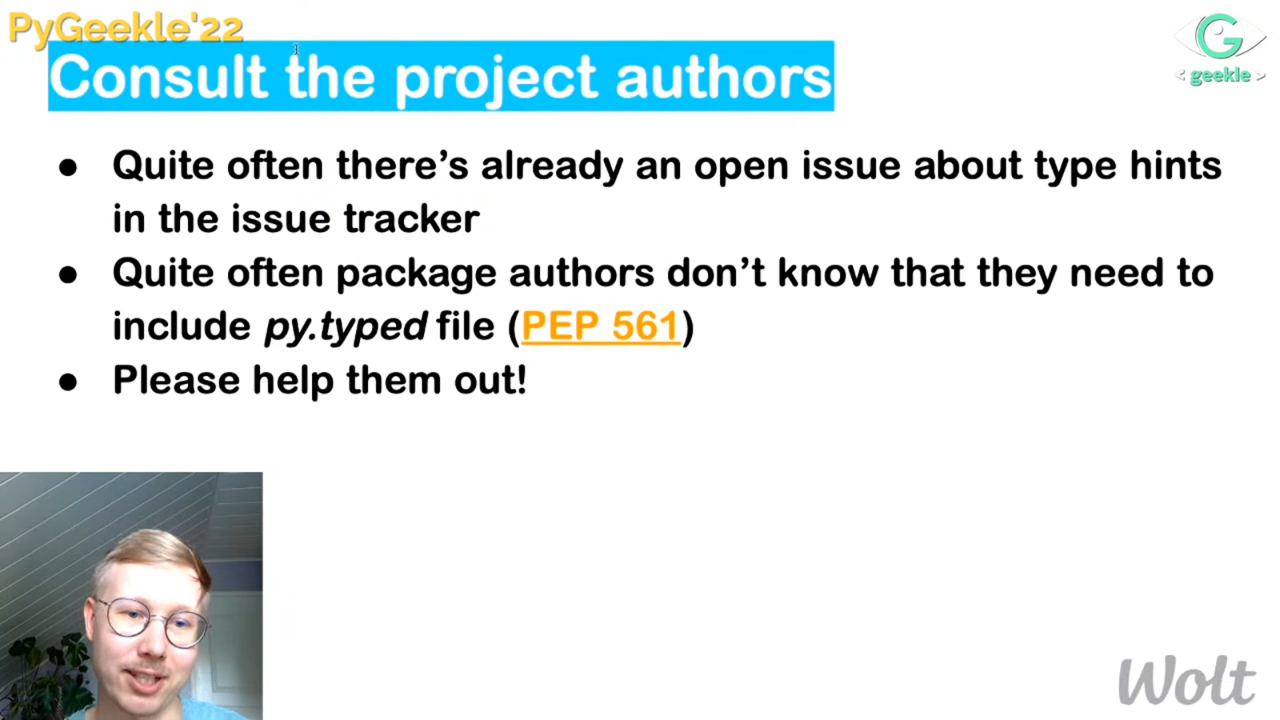 PyGeekle'22
Consult the project authors
G
< geekle >
● Quite often there's already an open issue about type hints
in the issue tracker
● Quite often package authors don't know that they need to
include py.typed file (PEP 561)
● Please help them out!
Wolt